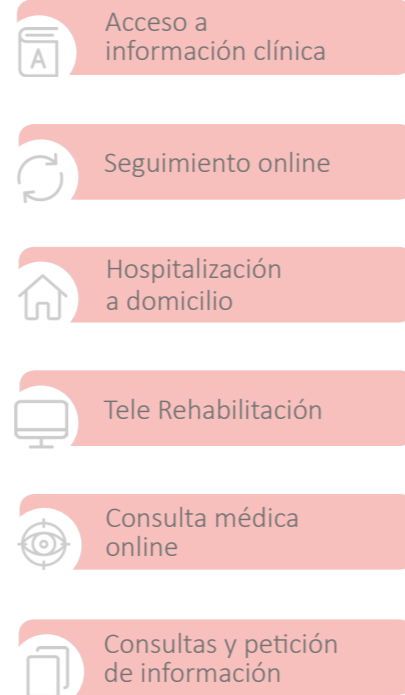 Acceso a
información clínica
A
Seguimiento online
Hospitalización
a domicilio
Tele Rehabilitación
Consulta médica
online
Consultas y petición
de información